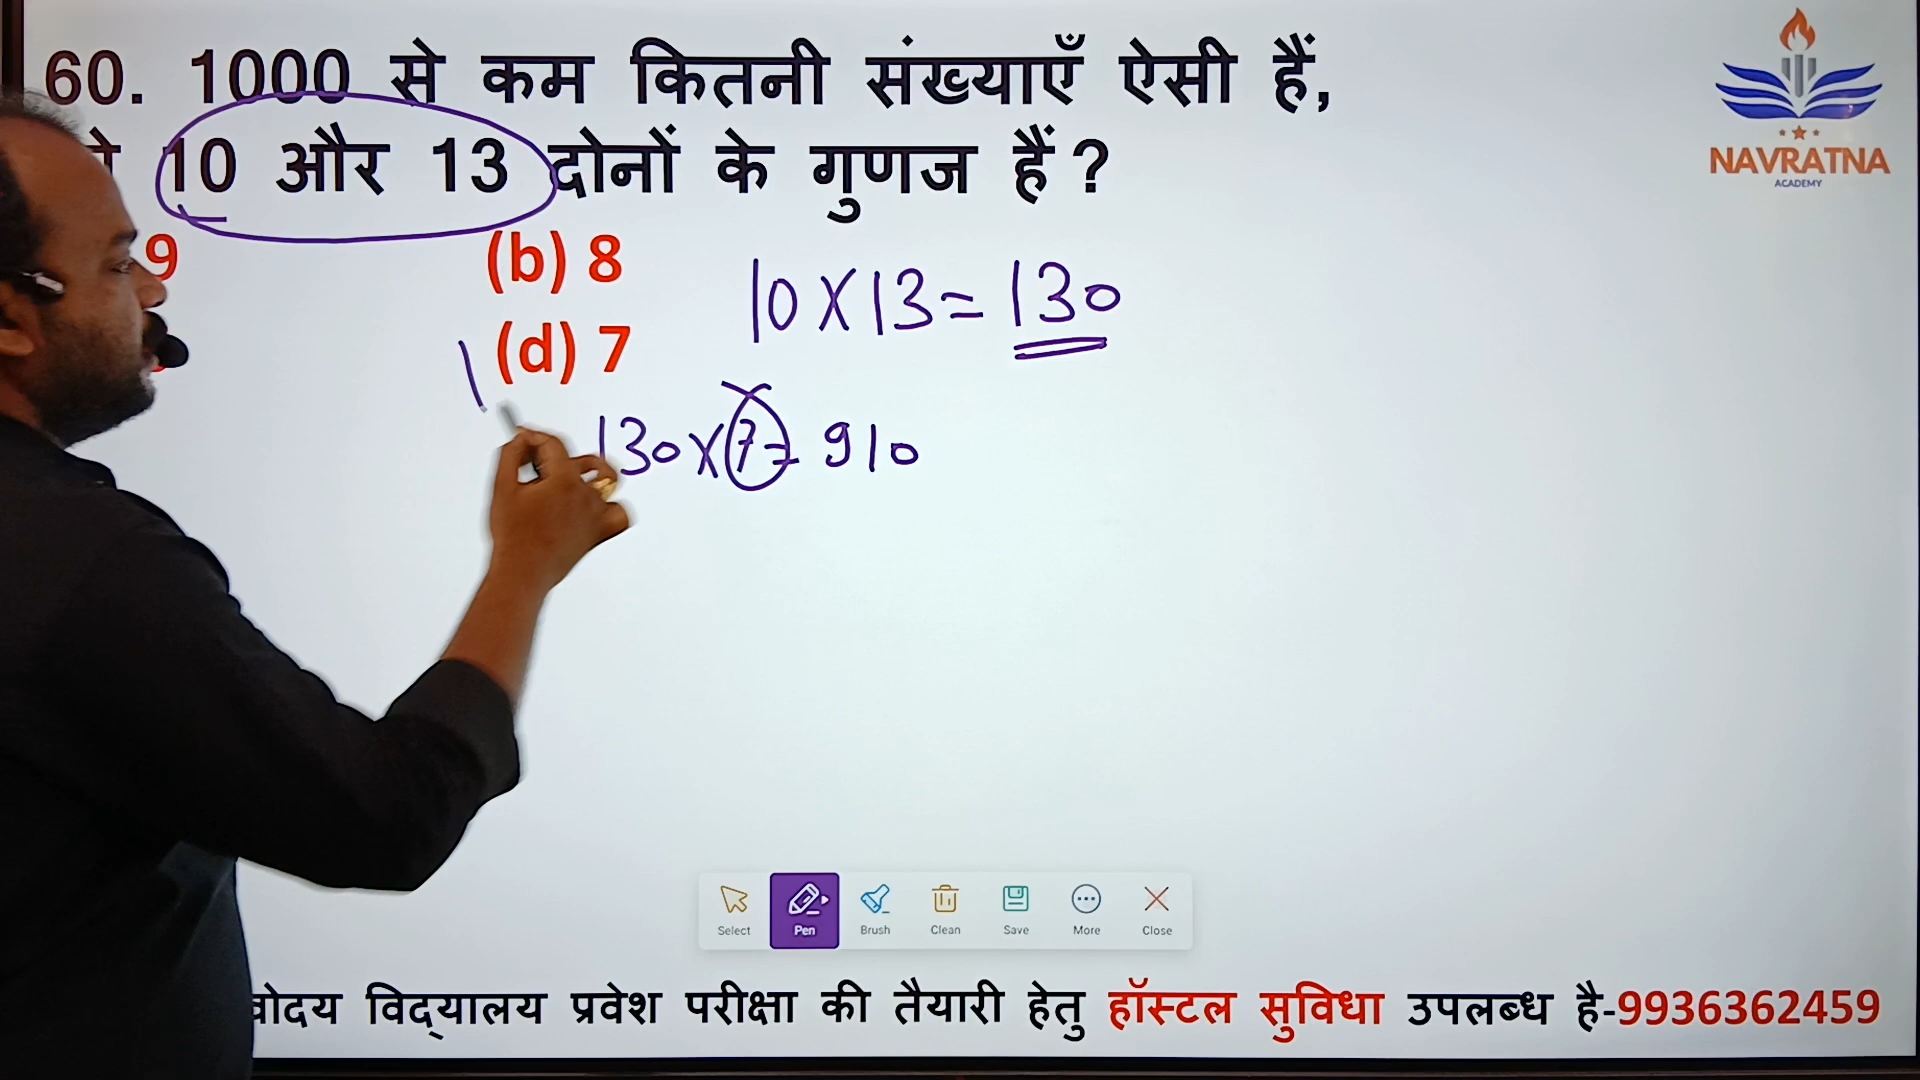 60. 1000 से कम कितनी संख्याएँ ऐसी हैं,
10 और 13 दोनों के गुणज हैं ?
9
(b) 8
10 X 13 = 130
(d) 7
130 X 7 = 910
NAVRATNA
ACADEMY
Select Pen Brush Clean Save More Close
विद्यालय प्रवेश परीक्षा की तैयारी हेतु हॉस्टल सुविधा उपलब्ध है-9936362459